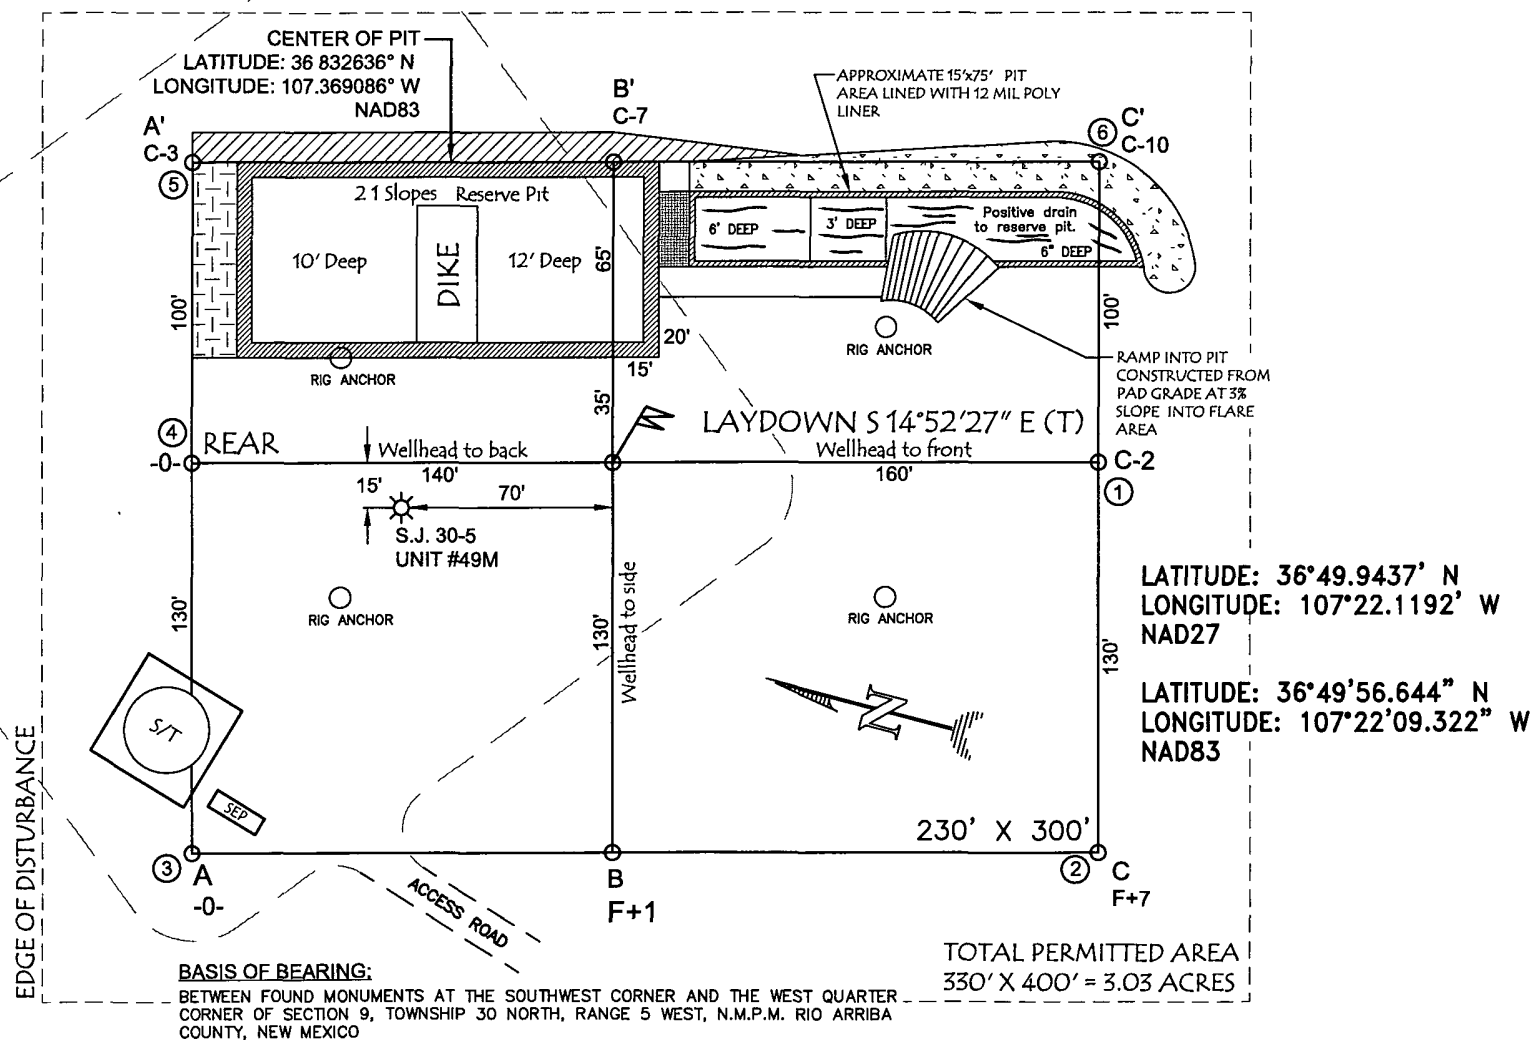 CENTER OF PIT
LATITUDE: 36 832636° N
LONGITUDE: 107.369086° W
NAD83
A'
C-3
5
B'
C-7
APPROXIMATE 15'x75' PIT
AREA LINED WITH 12 MIL POLY
LINER
6
C'
C-10
2 1 Slopes Reserve Pit
10' Deep
DIKE
12' Deep
65'
6' DEEP
3' DEEP
Positive drain
to reserve pit.
6" DEEP
100'
100'
20'
15'
RIG ANCHOR
RIG ANCHOR
RAMP INTO PIT
CONSTRUCTED FROM
PAD GRADE AT 3%
SLOPE INTO FLARE
AREA
35'
4
-0-
REAR
Wellhead to back
140'
LAYDOWN S 14°52'27" E (T)
Wellhead to front
160'
C-2
1
15'
70'
S.J. 30-5
UNIT #49M
RIG ANCHOR
RIG ANCHOR
130'
130'
Wellhead to side
130'
LATITUDE: 36°49.9437' N
LONGITUDE: 107°22.1192' W
NAD27
LATITUDE: 36°49'56.644" N
LONGITUDE: 107°22'09.322" W
NAD83
N
S/T
SEP
230' X 300'
3
A
-0-
B
F+1
2
C
F+7
ACCESS ROAD
EDGE OF DISTURBANCE
TOTAL PERMITTED AREA
330' X 400' = 3.03 ACRES
BASIS OF BEARING:
BETWEEN FOUND MONUMENTS AT THE SOUTHWEST CORNER AND THE WEST QUARTER
CORNER OF SECTION 9, TOWNSHIP 30 NORTH, RANGE 5 WEST, N.M.P.M. RIO ARRIBA
COUNTY, NEW MEXICO